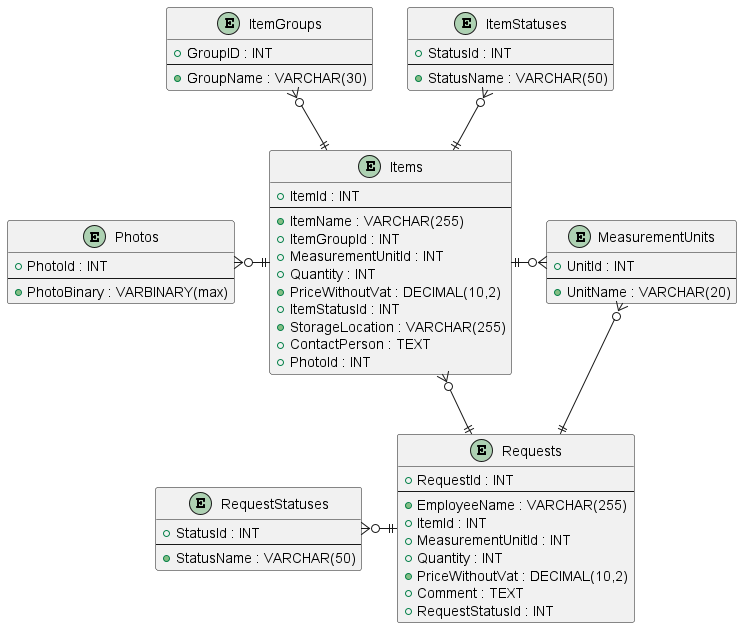 E ItemGroups
GroupID : INT
GroupName : VARCHAR(30)
E ItemStatuses
StatusId : INT
StatusName : VARCHAR(50)
E Items
ItemId : INT
ItemName : VARCHAR(255)
ItemGroupId : INT
MeasurementUnitId : INT
Quantity : INT
PriceWithoutVat : DECIMAL(10,2)
ItemStatusId : INT
StorageLocation : VARCHAR(255)
ContactPerson : TEXT
PhotoId : INT
E Photos
PhotoId : INT
PhotoBinary : VARBINARY(max)
E MeasurementUnits
UnitId : INT
UnitName : VARCHAR(20)
E Requests
RequestId : INT
EmployeeName : VARCHAR(255)
ItemId : INT
MeasurementUnitId : INT
Quantity : INT
PriceWithoutVat : DECIMAL(10,2)
Comment : TEXT
RequestStatusId : INT
E RequestStatuses
StatusId : INT
StatusName : VARCHAR(50)